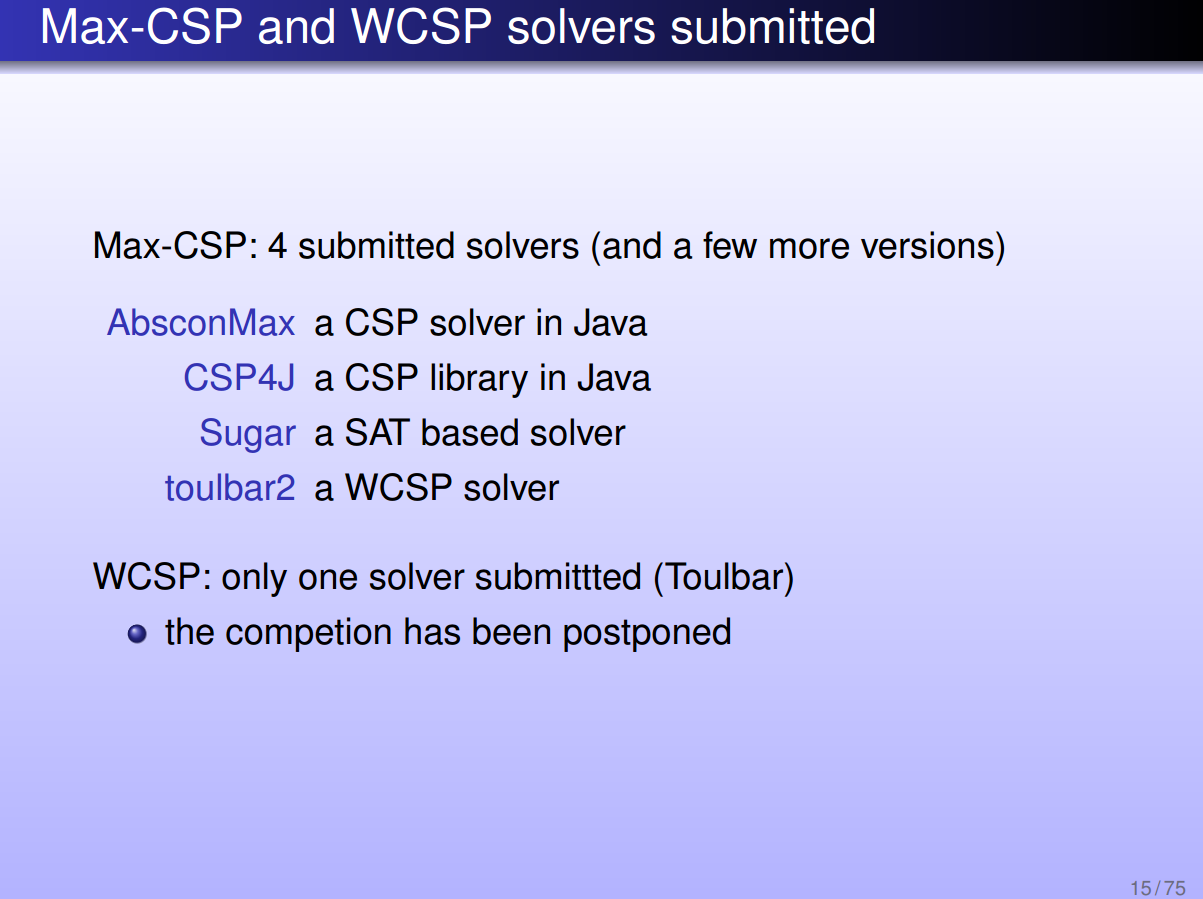 Max-CSP and WCSP solvers submitted
Max-CSP: 4 submitted solvers (and a few more versions)
AbsconMax a CSP solver in Java
CSP4J a CSP library in Java
Sugar a SAT based solver
toulbar2 a WCSP solver
WCSP: only one solver submittted (Toulbar)
the competion has been postponed
15/75